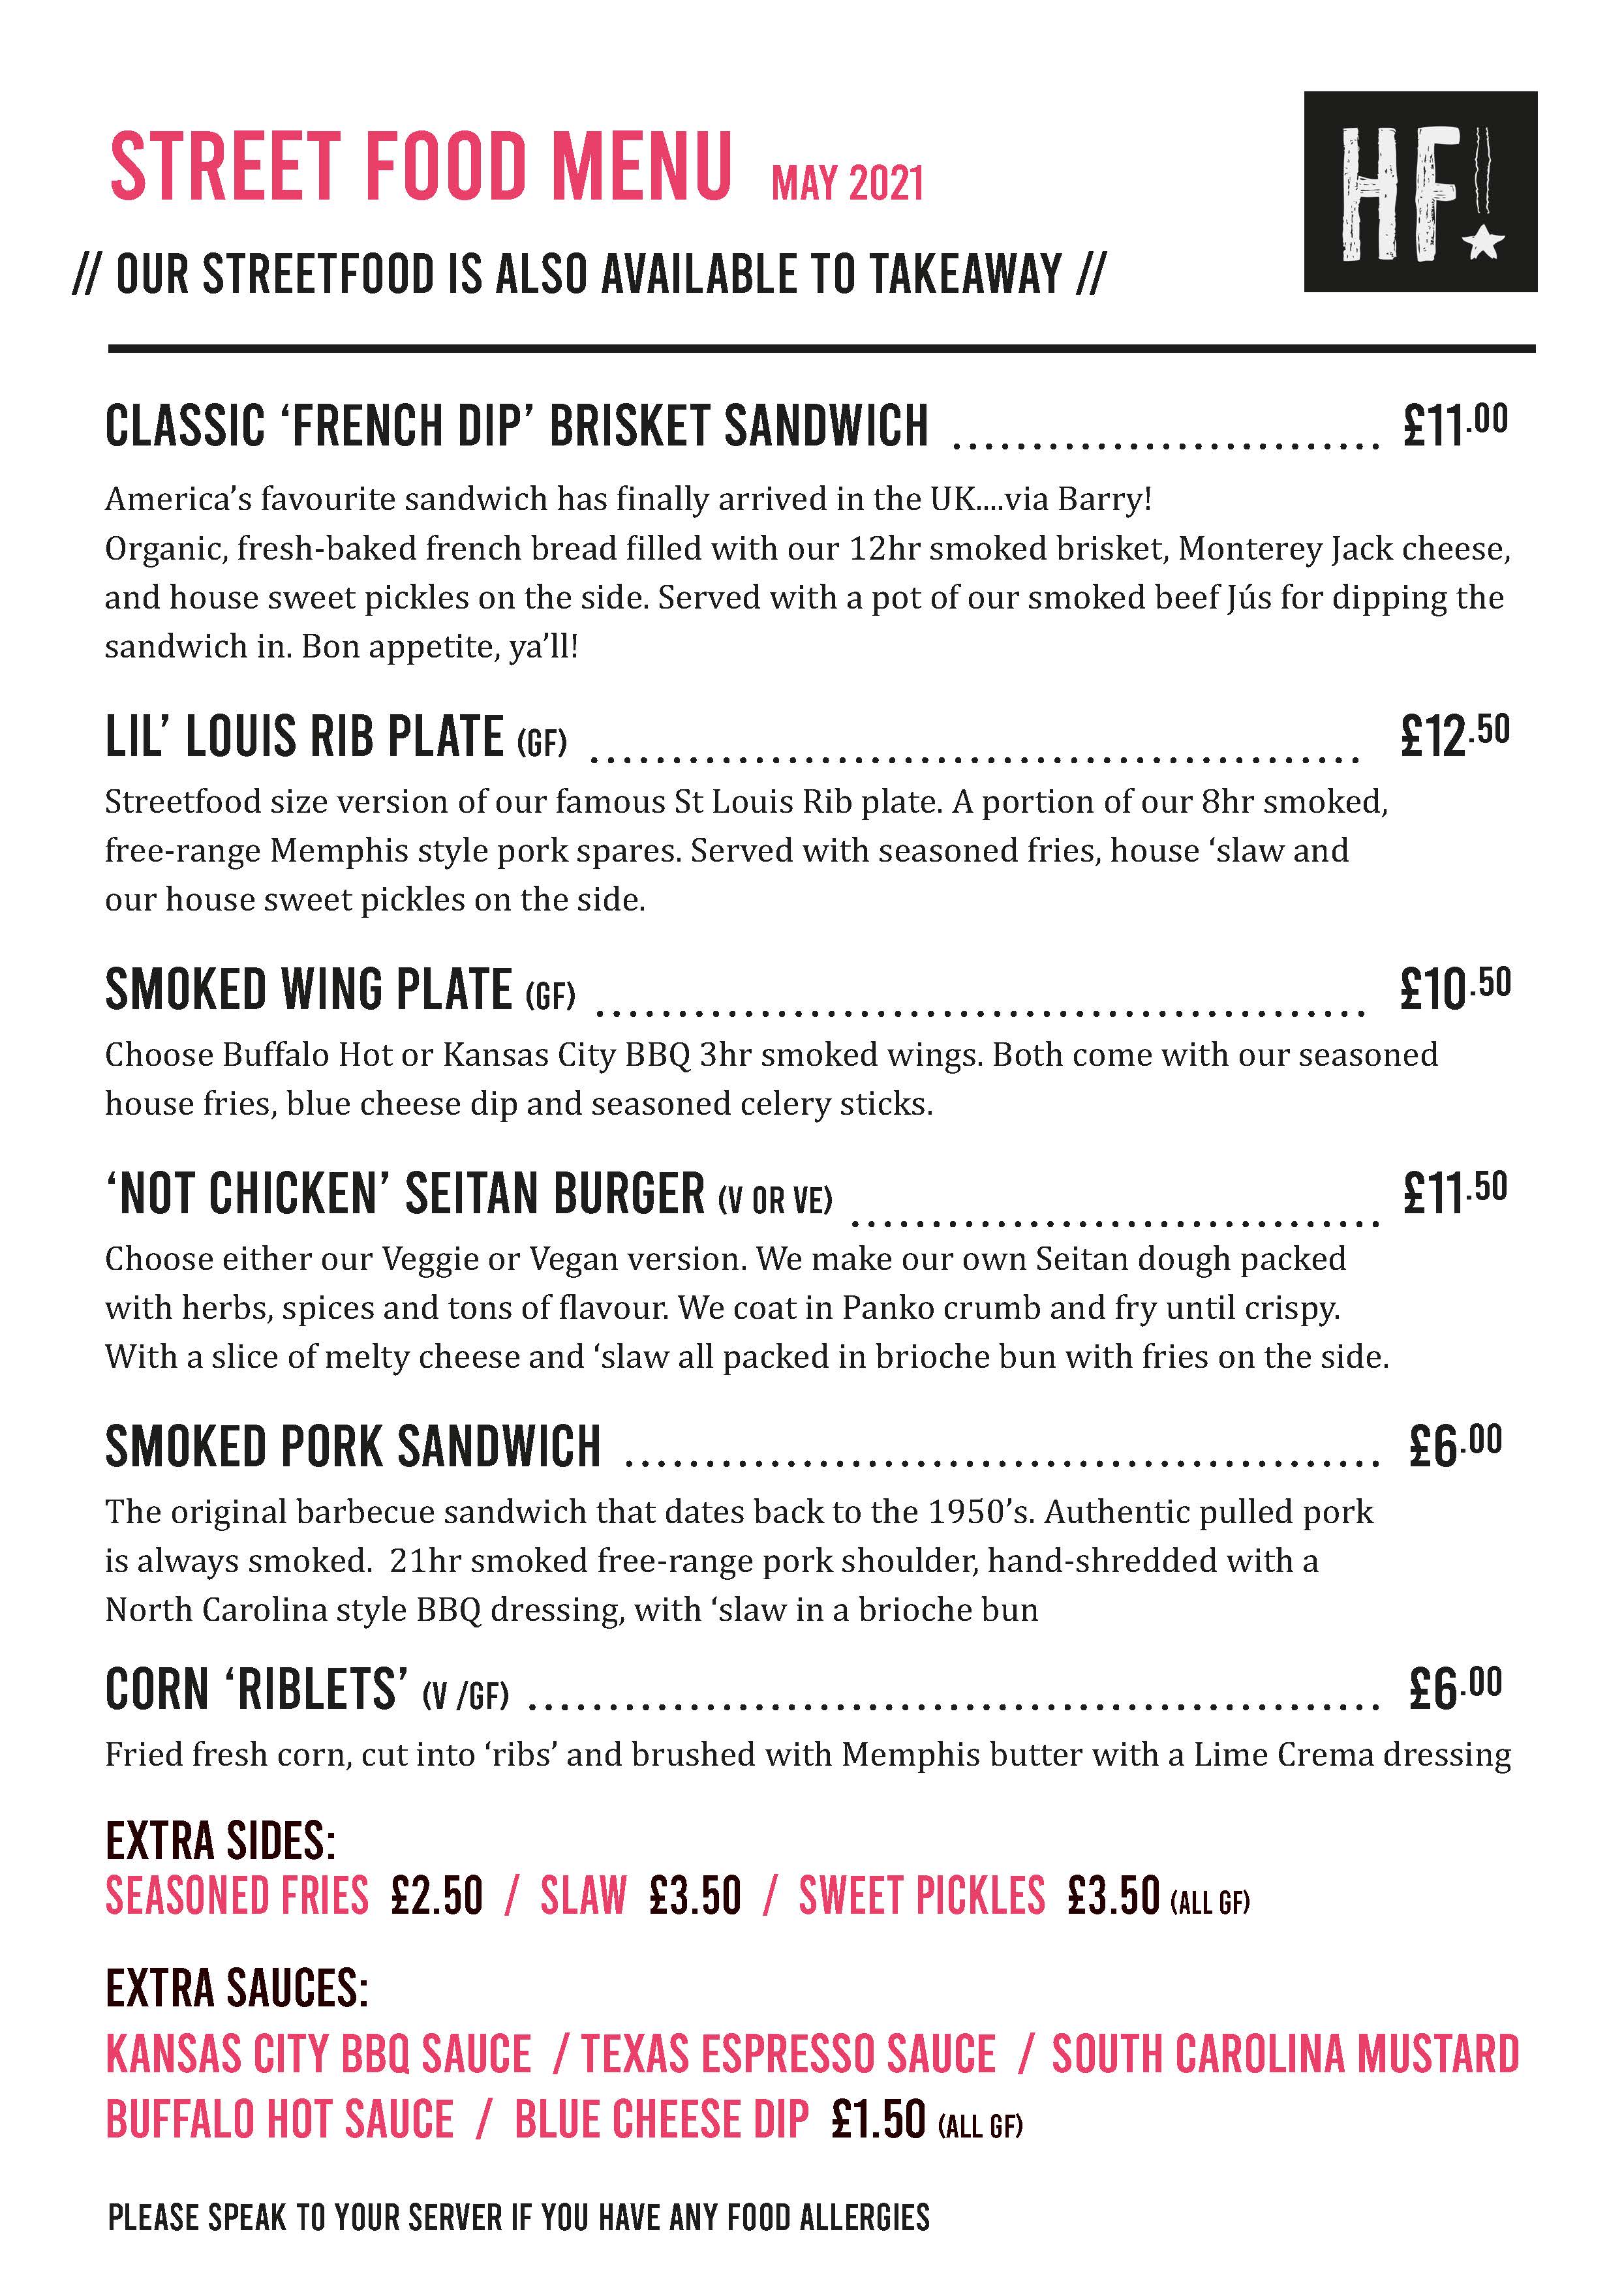 STREET FOOD MENU MAY 2021
HF!
// OUR STREETFOOD IS ALSO AVAILABLE TO TAKEAWAY //
CLASSIC ‘FRENCH DIP’ BRISKET SANDWICH .......................... £11.00
America’s favourite sandwich has finally arrived in the UK....via Barry!
Organic, fresh-baked french bread filled with our 12hr smoked brisket, Monterey Jack cheese,
and house sweet pickles on the side. Served with a pot of our smoked beef Jús for dipping the
sandwich in. Bon appetite, ya’ll!
LIL’ LOUIS RIB PLATE (GF) ............................................... £12.50
Streetfood size version of our famous St Louis Rib plate. A portion of our 8hr smoked,
free-range Memphis style pork spares. Served with seasoned fries, house ‘slaw and
our house sweet pickles on the side.
SMOKED WING PLATE (GF) ............................................... £10.50
Choose Buffalo Hot or Kansas City BBQ 3hr smoked wings. Both come with our seasoned
house fries, blue cheese dip and seasoned celery sticks.
‘NOT CHICKEN’ SEITAN BURGER (V OR VE) ................................. £11.50
Choose either our Veggie or Vegan version. We make our own Seitan dough packed
with herbs, spices and tons of flavour. We coat in Panko crumb and fry until crispy.
With a slice of melty cheese and ‘slaw all packed in brioche bun with fries on the side.
SMOKED PORK SANDWICH ............................................... £6.00
The original barbecue sandwich that dates back to the 1950’s. Authentic pulled pork
is always smoked.  21hr smoked free-range pork shoulder, hand-shredded with a
North Carolina style BBQ dressing, with ‘slaw in a brioche bun
CORN ‘RIBLETS’ (V /GF) ..................................................... £6.00
Fried fresh corn, cut into ‘ribs’ and brushed with Memphis butter with a Lime Crema dressing
EXTRA SIDES:
SEASONED FRIES £2.50 / SLAW £3.50 / SWEET PICKLES £3.50 (ALL GF)
EXTRA SAUCES:
KANSAS CITY BBQ SAUCE / TEXAS ESPRESSO SAUCE / SOUTH CAROLINA MUSTARD
BUFFALO HOT SAUCE / BLUE CHEESE DIP £1.50 (ALL GF)
PLEASE SPEAK TO YOUR SERVER IF YOU HAVE ANY FOOD ALLERGIES